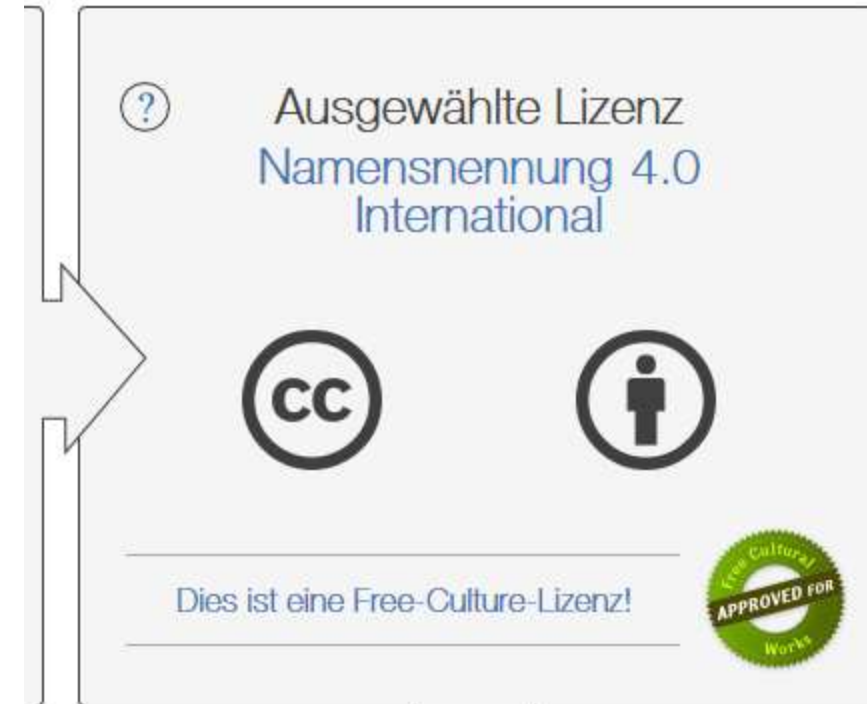 ?
Ausgewählte Lizenz
Namensnennung 4.0
International
cc
Dies ist eine Free-Culture-Lizenz!
Free Cultural
APPROVED FOR
Works